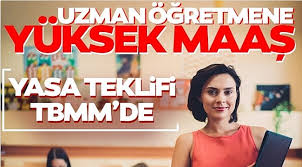 UZMAN ÖĞRETMENE
YÜKSEK MAAŞ
YASA TEKLİFİ
TBMM'DE